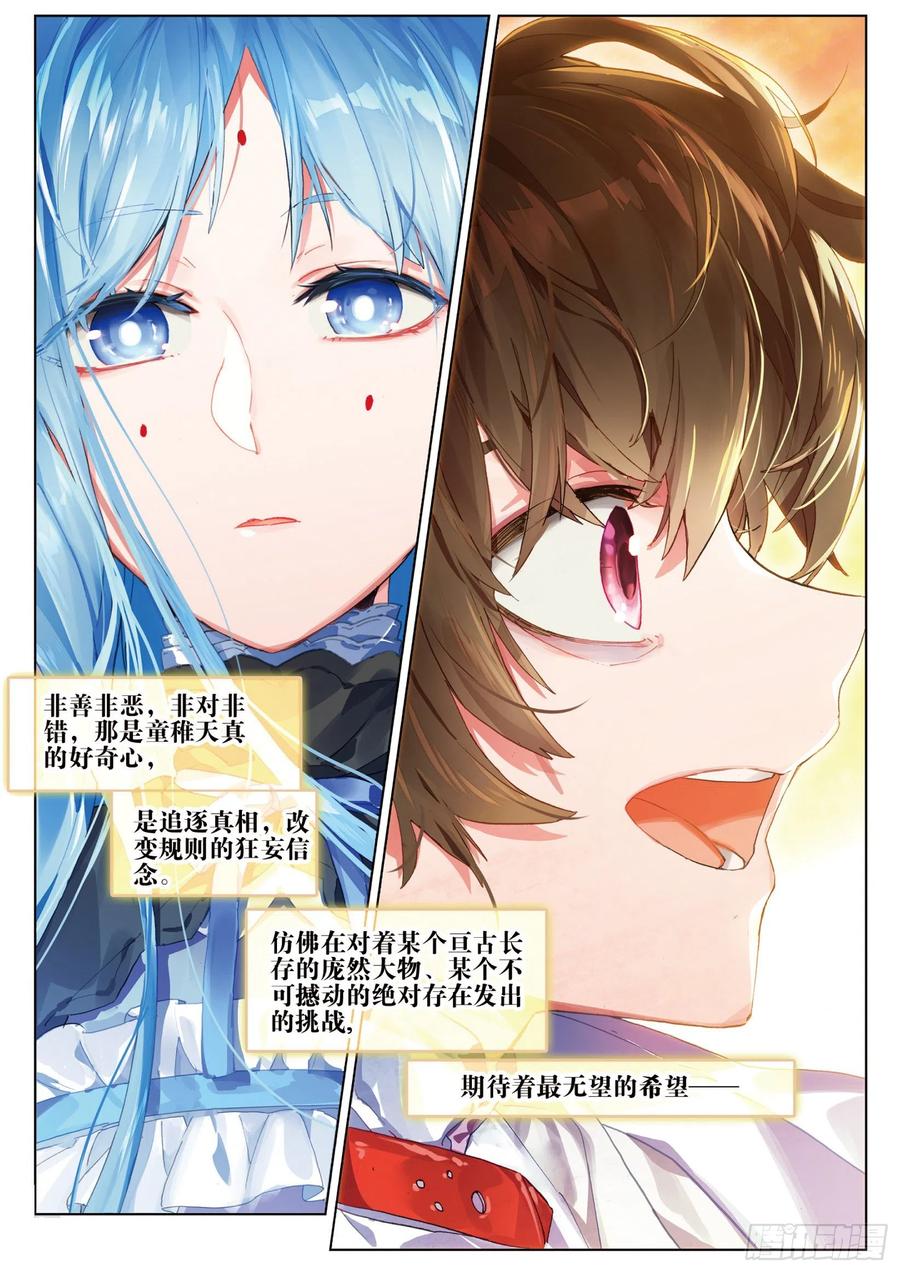 非善非恶，非对非
错，那是童稚天真
的好奇心，
是追逐真相，改
变规则的狂妄信
念。
仿佛在对着某个亘古长
存的庞然大物、某个不
可撼动的绝对存在发出
的挑战，
期待着最无望的希望——
腾讯动漫